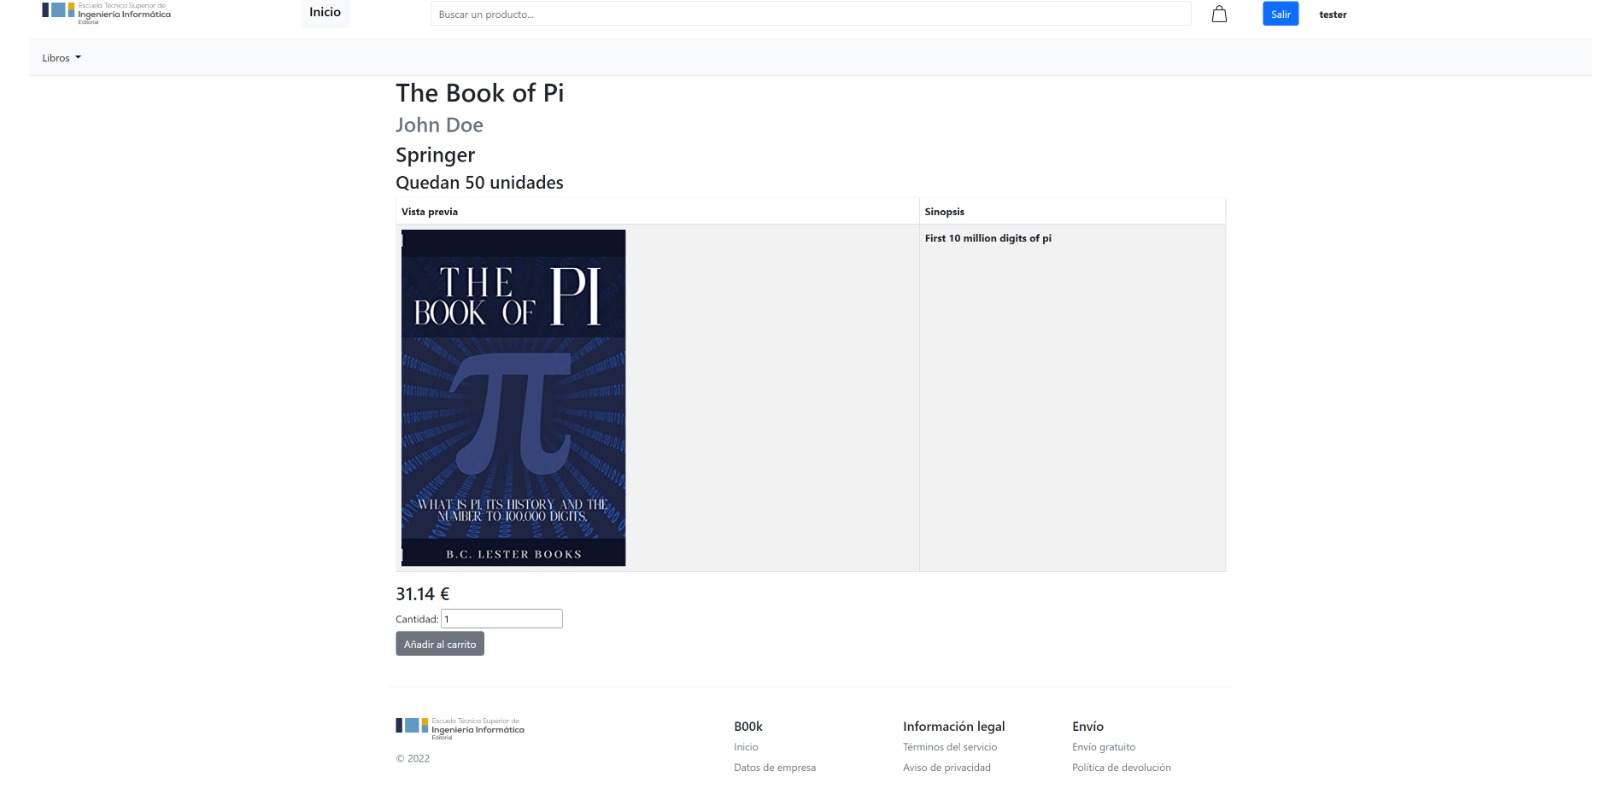 Escuela Técnica Superior de
Ingeniería Informática
Editorial
Inicio
Buscar un producto...
Salir
tester
Libros
The Book of Pi
John Doe
Springer
Quedan 50 unidades
Vista previa
Sinopsis
THE
BOOK OF PI
π
WHAT IS PI, ITS HISTORY AND THE
NUMBER TO 100,000 DIGITS.
B.C. LESTER BOOKS
First 10 million digits of pi
31.14 €
Cantidad: 1
Añadir al carrito
Escuela Técnica Superior de
Ingeniería Informática
Editorial
© 2022
B00k
Inicio
Datos de empresa
Información legal
Términos del servicio
Aviso de privacidad
Envío
Envío gratuito
Política de devolución